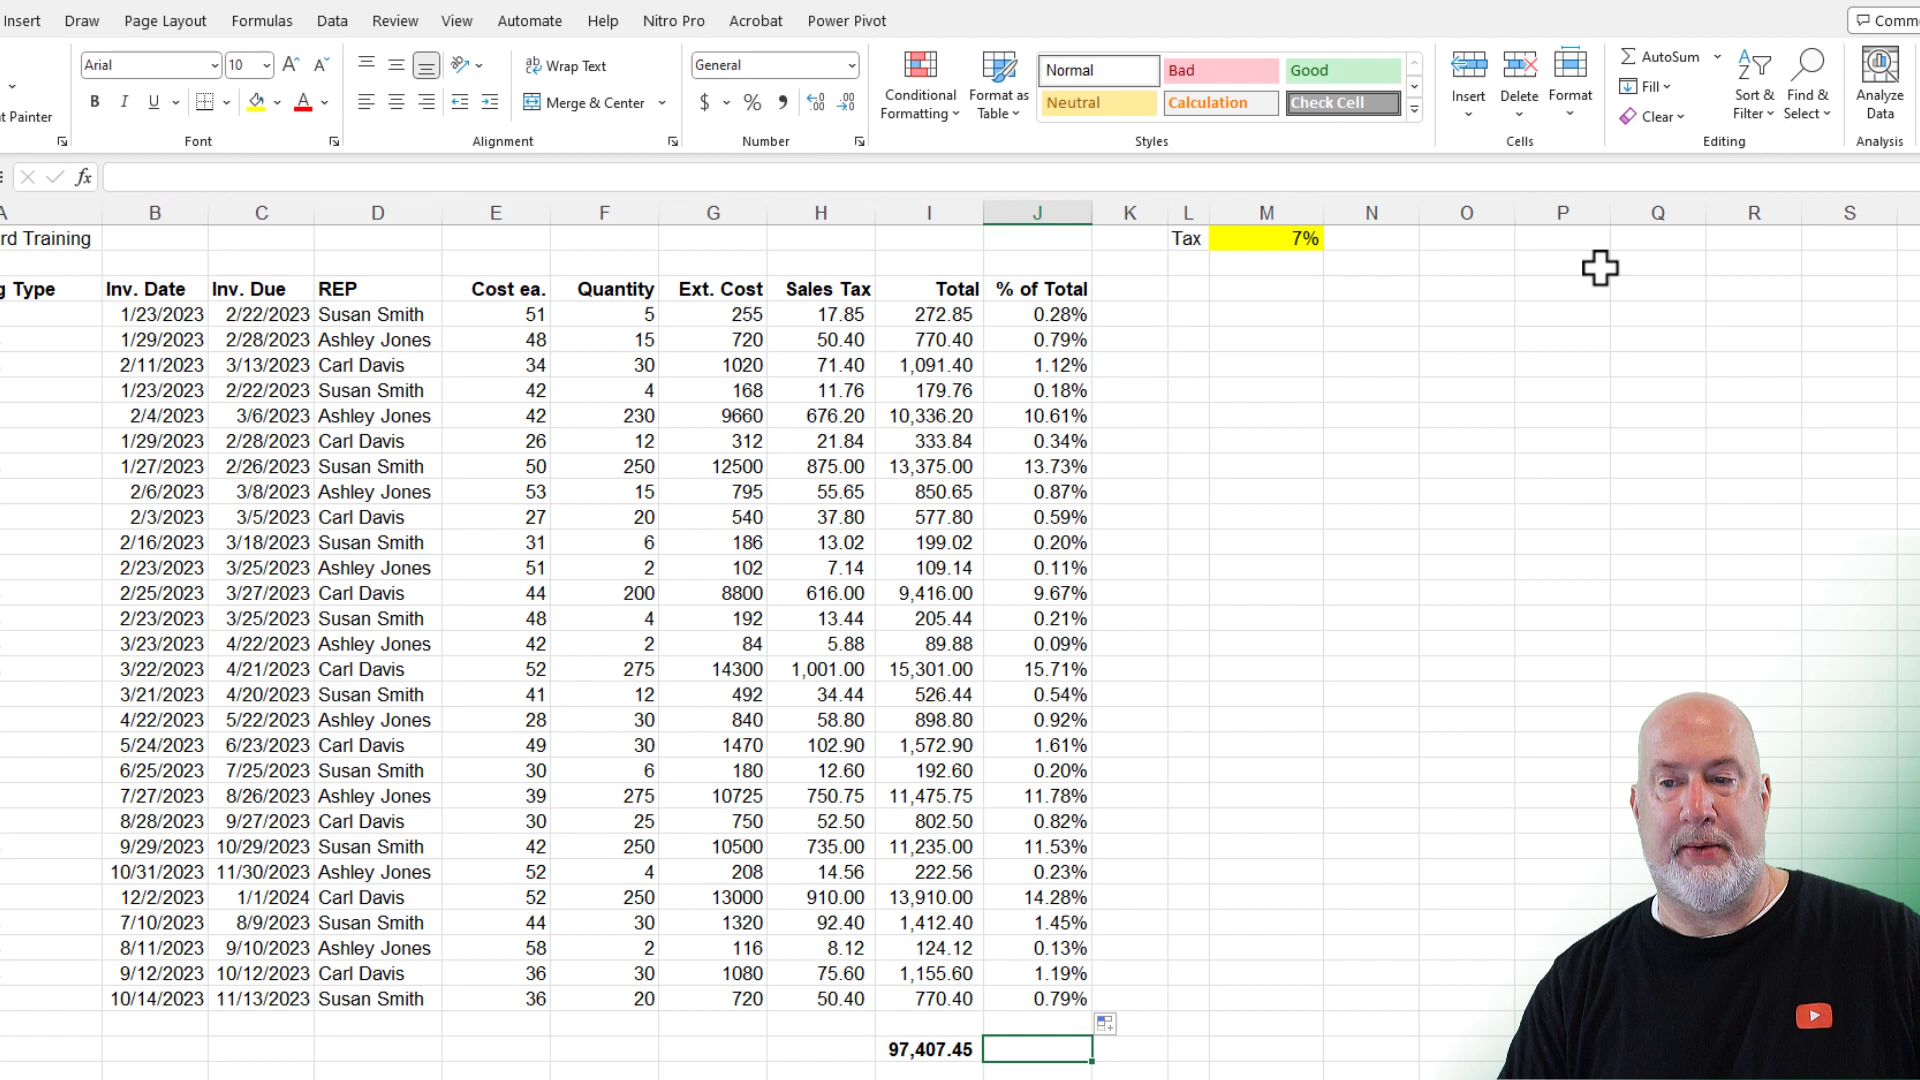 Insert Draw Page Layout Formulas Data Review View Automate Help Nitro Pro Acrobat Power Pivot
Arial 10 Wrap Text General Normal Bad Good AutoSum
t Painter B I U Merge & Center $ % Conditional Formatting Format as Table Neutral Calculation Check Cell Insert Delete Format Fill Clear Sort & Filter Find & Select Analyze Data
Font Alignment Number Styles Cells Editing Analysis
fx
A B C D E F G H I J K L M N O P Q R S
rd Training Tax 7%
g Type Inv. Date Inv. Due REP Cost ea. Quantity Ext. Cost Sales Tax Total % of Total
1/23/2023 2/22/2023 Susan Smith 51 5 255 17.85 272.85 0.28%
1/29/2023 2/28/2023 Ashley Jones 48 15 720 50.40 770.40 0.79%
2/11/2023 3/13/2023 Carl Davis 34 30 1020 71.40 1,091.40 1.12%
1/23/2023 2/22/2023 Susan Smith 42 4 168 11.76 179.76 0.18%
2/4/2023 3/6/2023 Ashley Jones 42 230 9660 676.20 10,336.20 10.61%
1/29/2023 2/28/2023 Carl Davis 26 12 312 21.84 333.84 0.34%
1/27/2023 2/26/2023 Susan Smith 50 250 12500 875.00 13,375.00 13.73%
2/6/2023 3/8/2023 Ashley Jones 53 15 795 55.65 850.65 0.87%
2/3/2023 3/5/2023 Carl Davis 27 20 540 37.80 577.80 0.59%
2/16/2023 3/18/2023 Susan Smith 31 6 186 13.02 199.02 0.20%
2/23/2023 3/25/2023 Ashley Jones 51 2 102 7.14 109.14 0.11%
2/25/2023 3/27/2023 Carl Davis 44 200 8800 616.00 9,416.00 9.67%
2/23/2023 3/25/2023 Susan Smith 48 4 192 13.44 205.44 0.21%
3/23/2023 4/22/2023 Ashley Jones 42 2 84 5.88 89.88 0.09%
3/22/2023 4/21/2023 Carl Davis 52 275 14300 1,001.00 15,301.00 15.71%
3/21/2023 4/20/2023 Susan Smith 41 12 492 34.44 526.44 0.54%
4/22/2023 5/22/2023 Ashley Jones 28 30 840 58.80 898.80 0.92%
5/24/2023 6/23/2023 Carl Davis 49 30 1470 102.90 1,572.90 1.61%
6/25/2023 7/25/2023 Susan Smith 30 6 180 12.60 192.60 0.20%
7/27/2023 8/26/2023 Ashley Jones 39 275 10725 750.75 11,475.75 11.78%
8/28/2023 9/27/2023 Carl Davis 30 25 750 52.50 802.50 0.82%
9/29/2023 10/29/2023 Susan Smith 42 250 10500 735.00 11,235.00 11.53%
10/31/2023 11/30/2023 Ashley Jones 52 4 208 14.56 222.56 0.23%
12/2/2023 1/1/2024 Carl Davis 52 250 13000 910.00 13,910.00 14.28%
7/10/2023 8/9/2023 Susan Smith 44 30 1320 92.40 1,412.40 1.45%
8/11/2023 9/10/2023 Ashley Jones 58 2 116 8.12 124.12 0.13%
9/12/2023 10/12/2023 Carl Davis 36 30 1080 75.60 1,155.60 1.19%
10/14/2023 11/13/2023 Susan Smith 36 20 720 50.40 770.40 0.79%
97,407.45